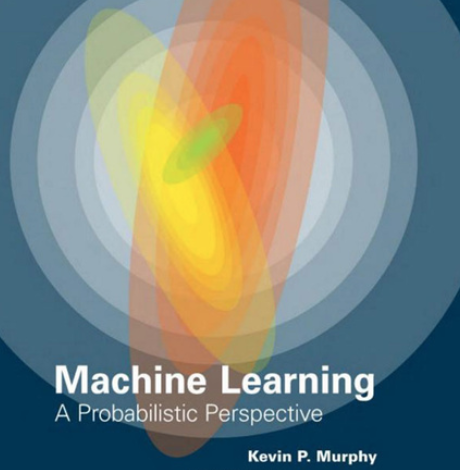 Machine Learning
A Probabilistic Perspective
Kevin P. Murphy